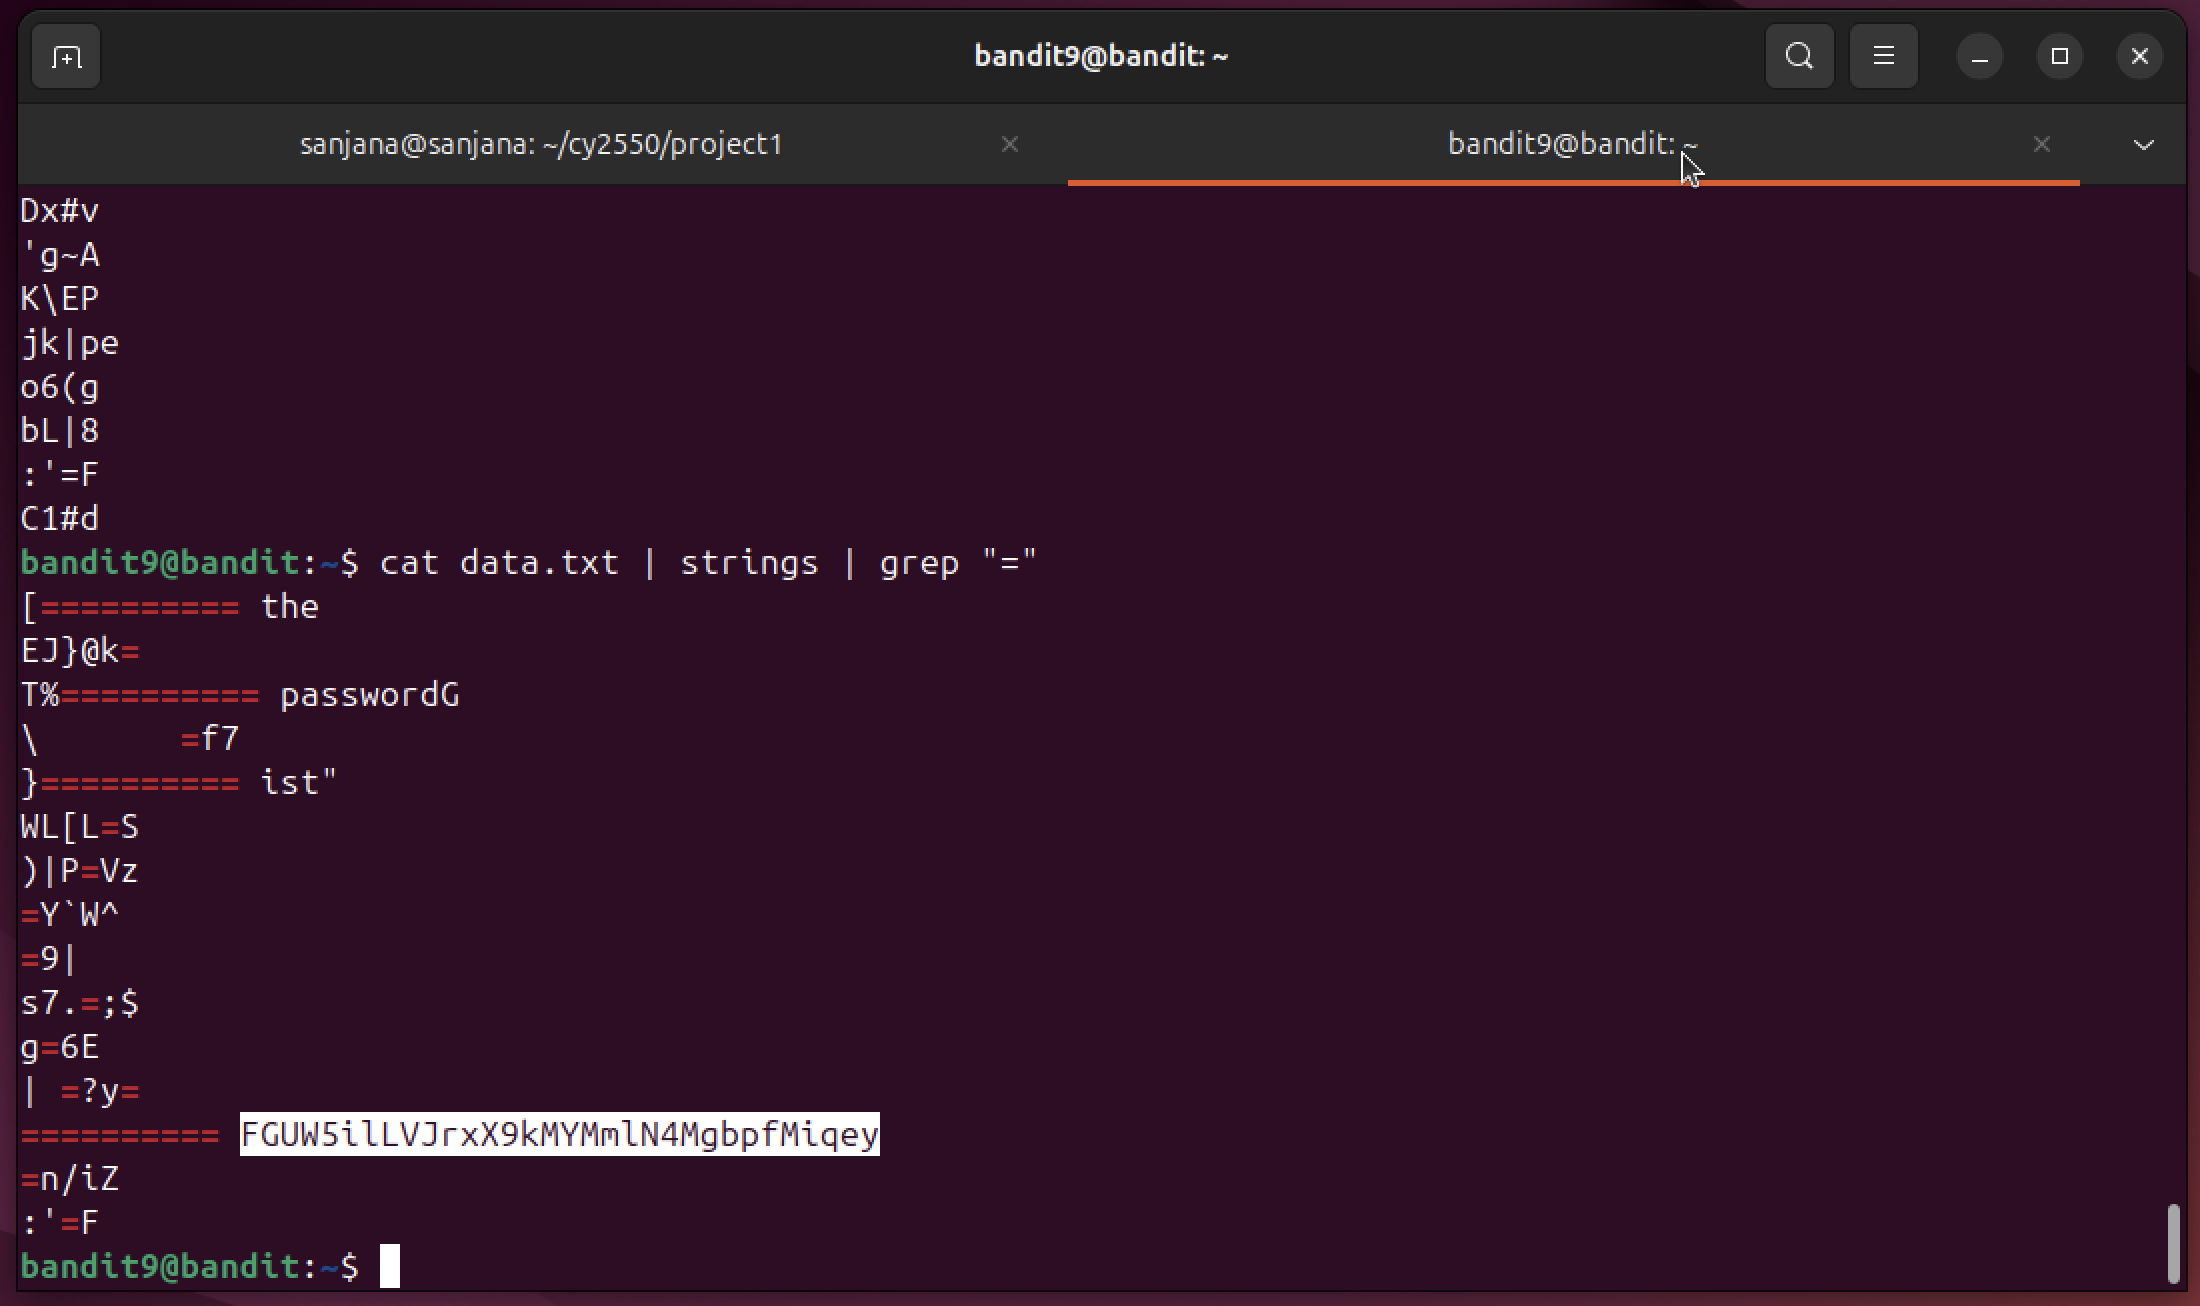 bandit9@bandit: ~
sanjana@sanjana: ~/cy2550/project1
bandit9@bandit: ~
Dx#v
'g~A
K\EP
jk|pe
o6(g
bL|8
:'=F
C1#d
bandit9@bandit:~$ cat data.txt | strings | grep "="
[========== the
EJ}@k=
T%========== passwordG
\       =f7
}========== ist"
WL[L=S
)|P=Vz
=Y`W^
=9|
s7.=;$
g=6E
| =?y=
========== FGUW5ilLVJrxX9kMYMmlN4MgbpfMiqey
=n/iZ
:'=F
bandit9@bandit:~$